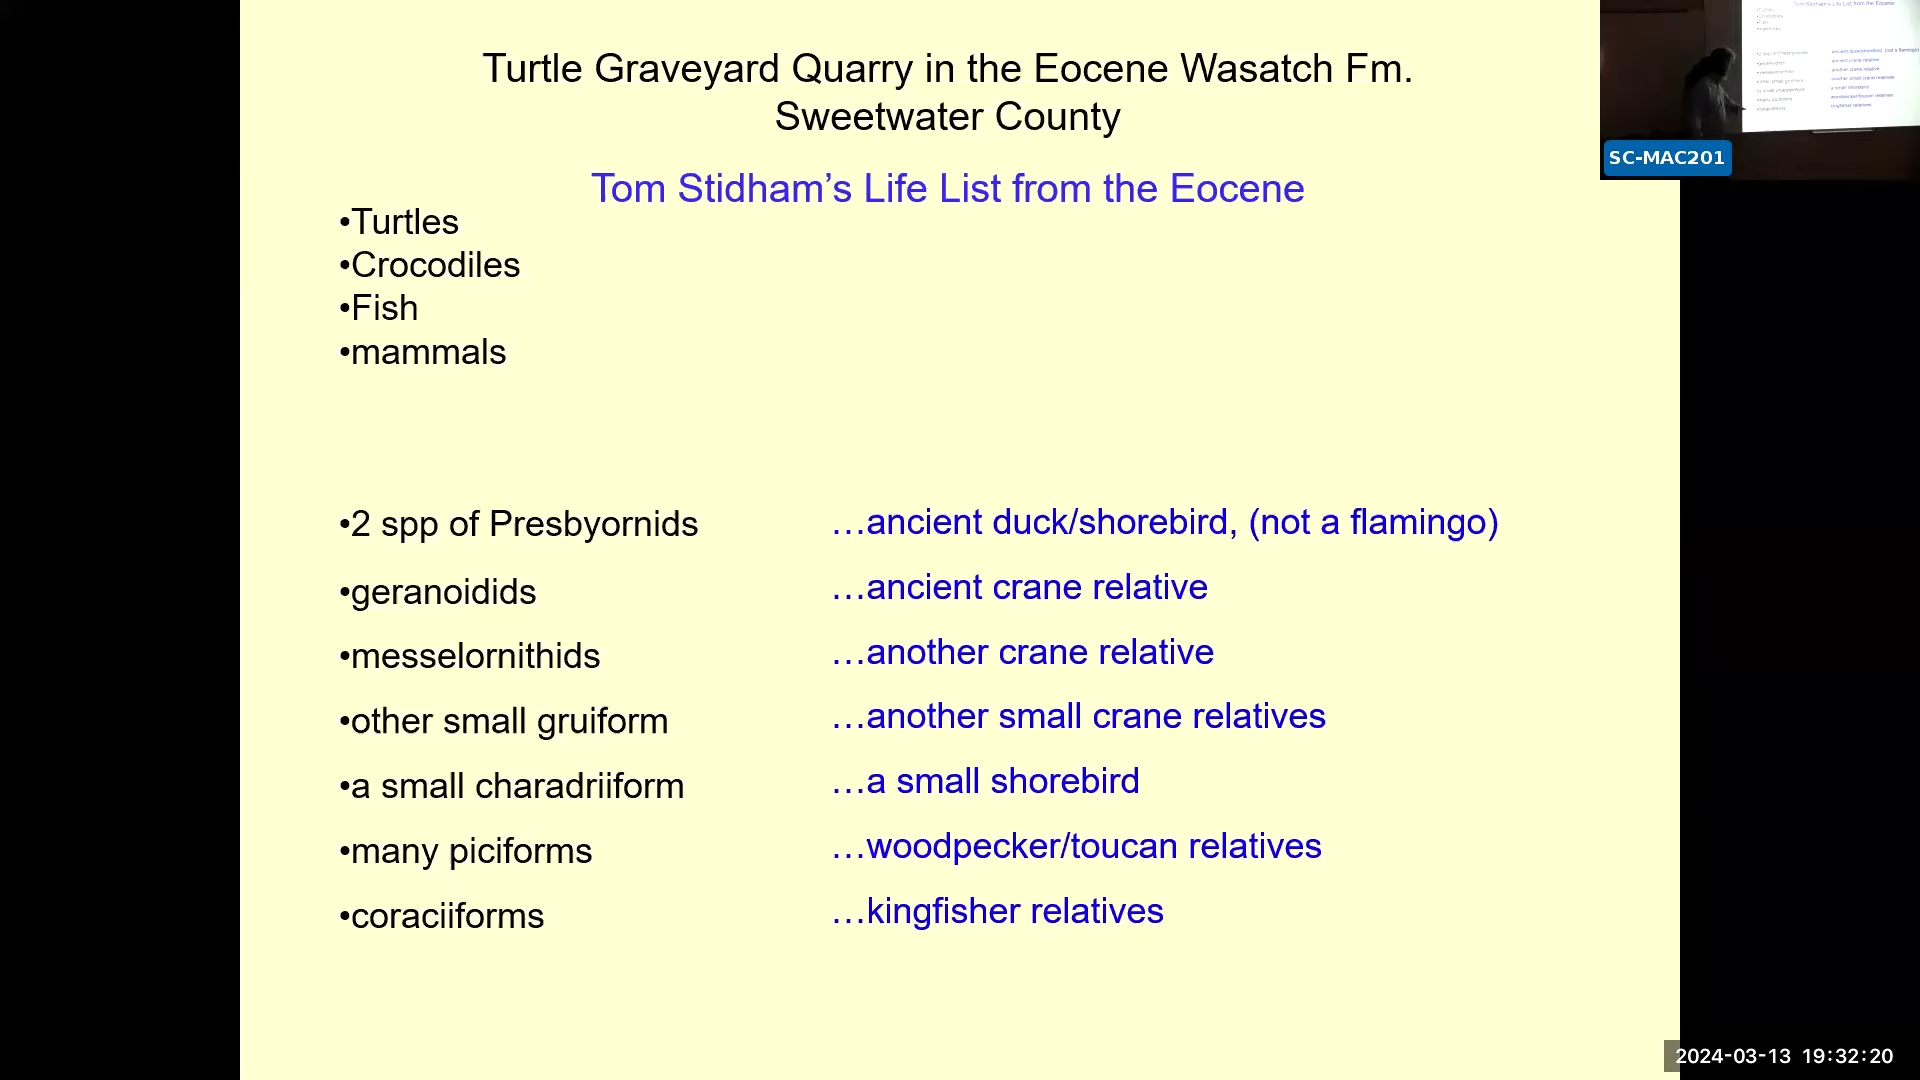 Turtle Graveyard Quarry in the Eocene Wasatch Fm.
Sweetwater County
Tom Stidham’s Life List from the Eocene
•Turtles
•Crocodiles
•Fish
•mammals
•2 spp of Presbyornids …ancient duck/shorebird, (not a flamingo)
•geranoidids …ancient crane relative
•messelornithids …another crane relative
•other small gruiform …another small crane relatives
•a small charadriiform …a small shorebird
•many piciforms …woodpecker/toucan relatives
•coraciiforms …kingfisher relatives
SC-MAC201
2024-03-13 19:32:20